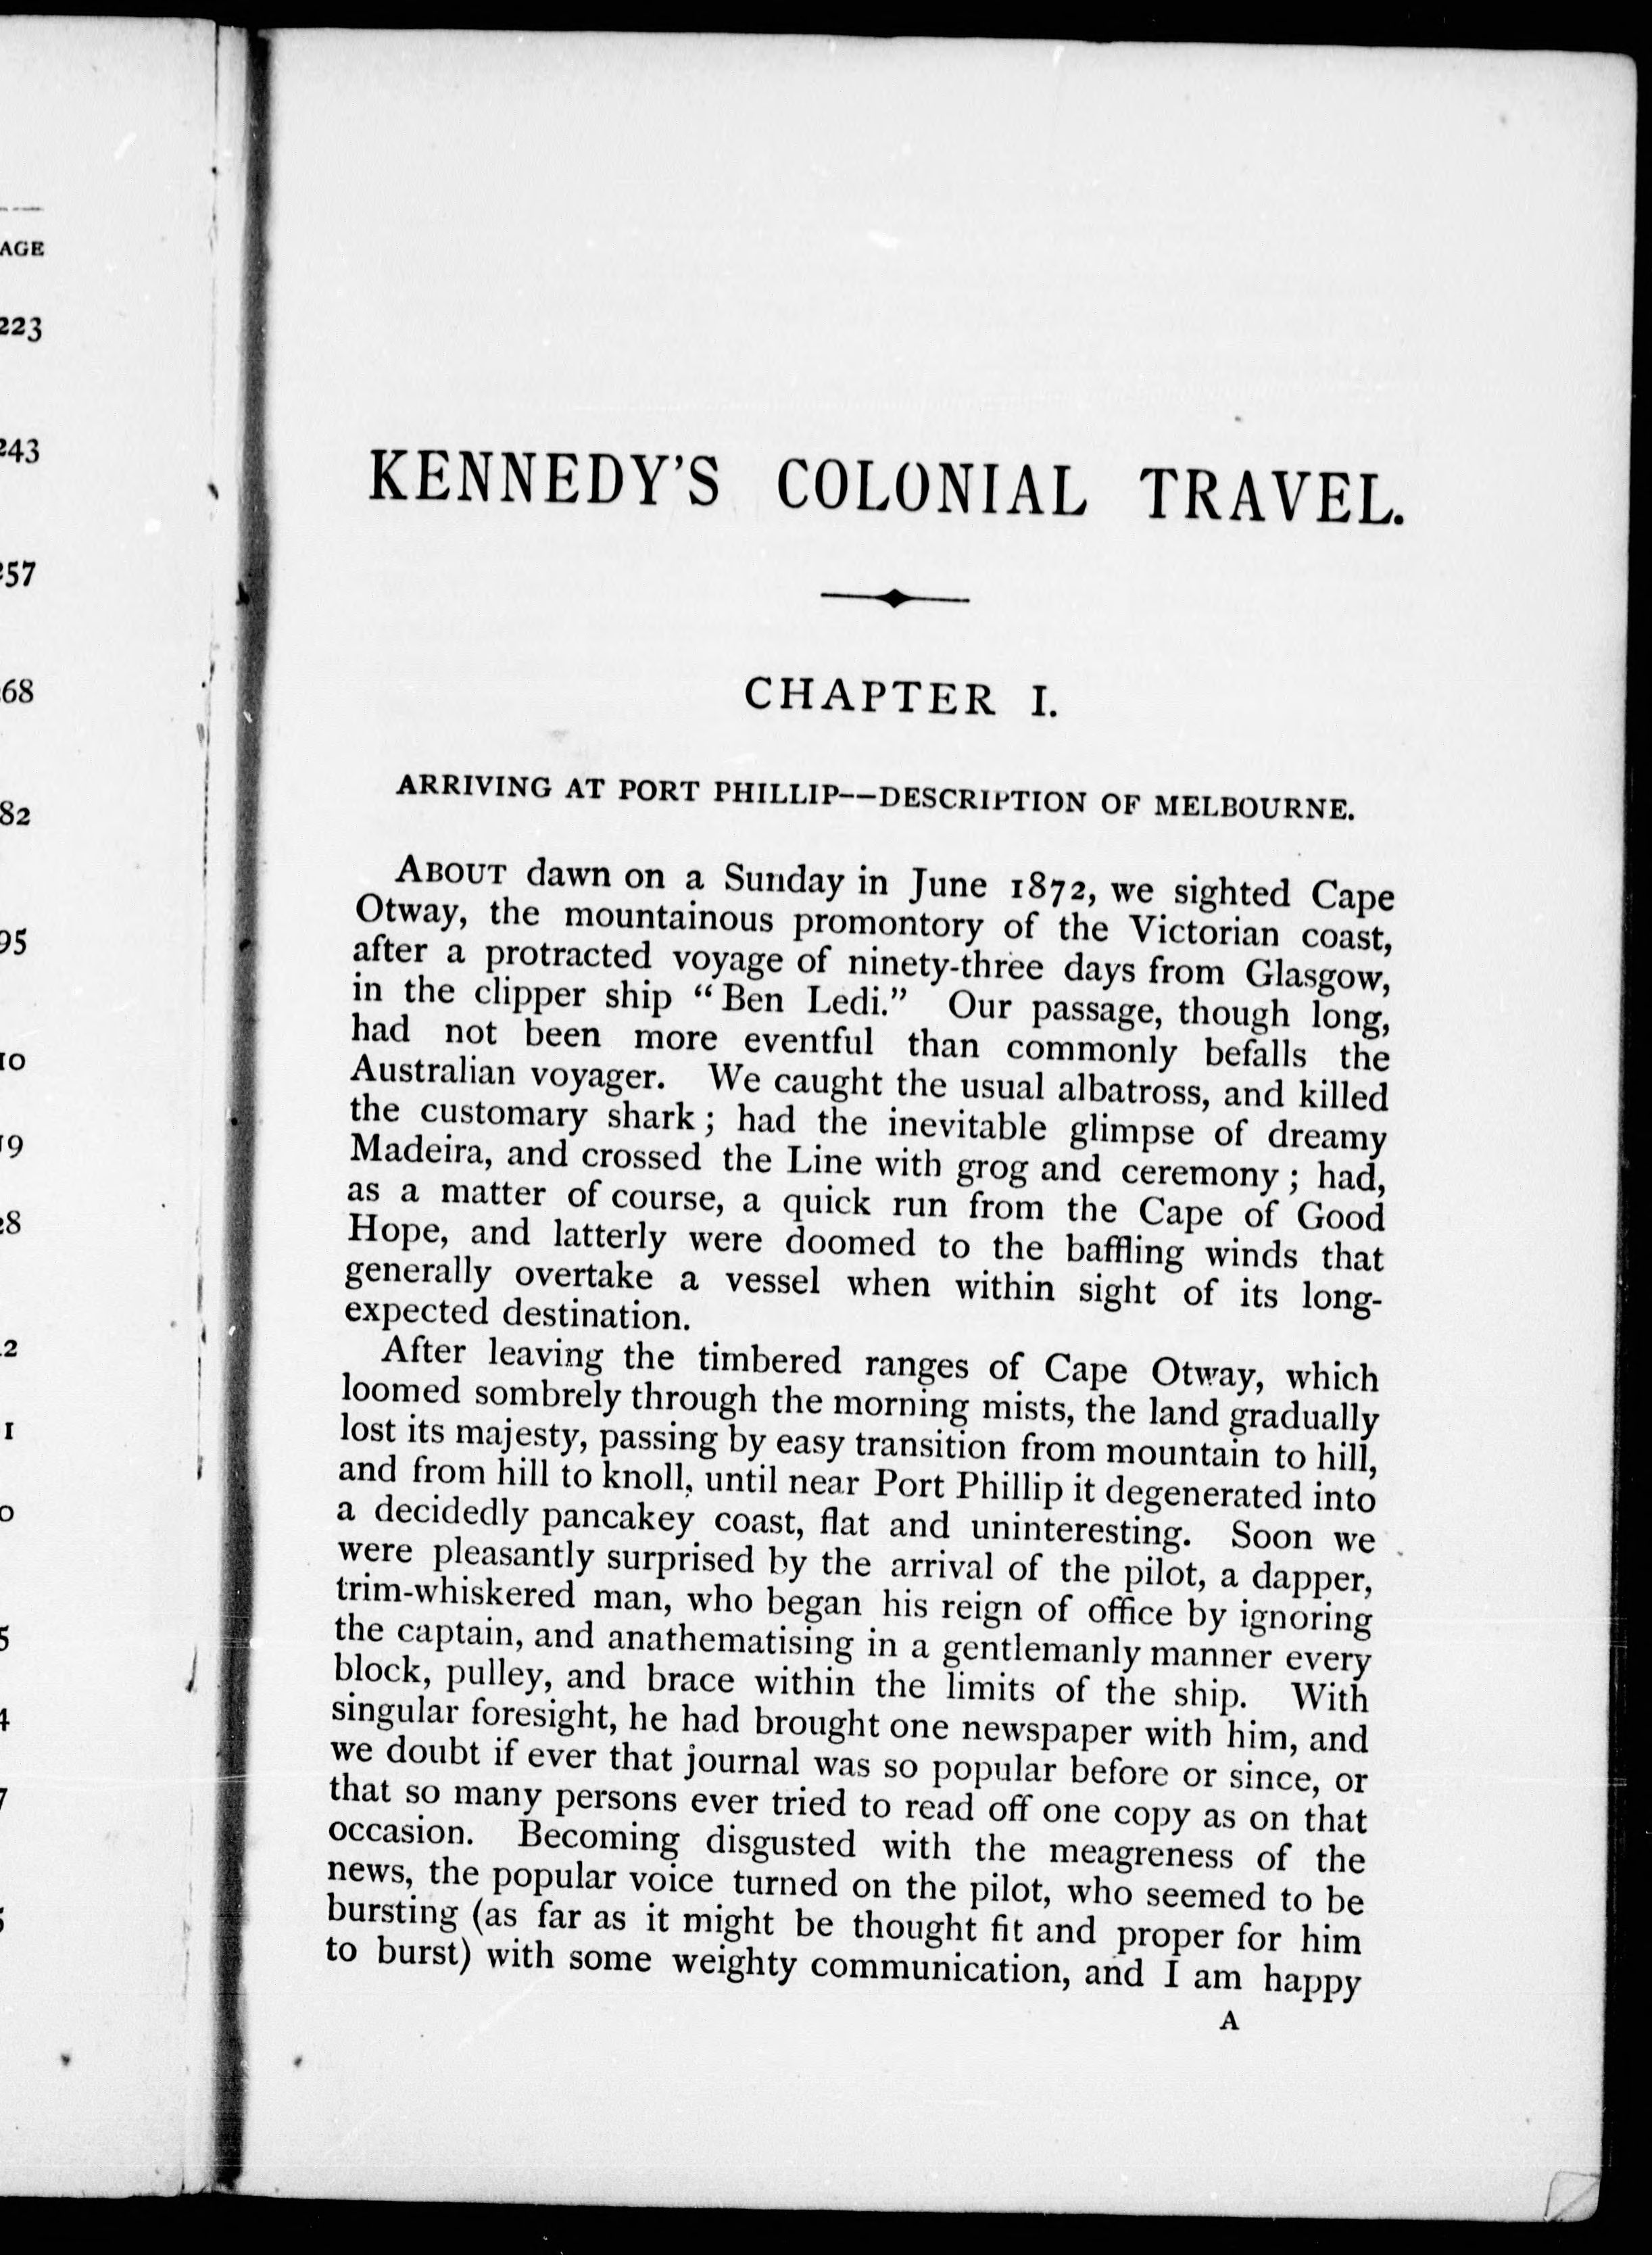 AGE
223
243
257
68
82
95
10
19
28
12
1
0
5
4
7
5
KENNEDY'S COLONIAL TRAVEL.
CHAPTER I.
ARRIVING AT PORT PHILLIP--DESCRIPTION OF MELBOURNE.
ABOUT dawn on a Sunday in June 1872, we sighted Cape
Otway, the mountainous promontory of the Victorian coast,
after a protracted voyage of ninety-three days from Glasgow,
in the clipper ship "Ben Ledi." Our passage, though long,
had not been more eventful than commonly befalls the
Australian voyager. We caught the usual albatross, and killed
the customary shark; had the inevitable glimpse of dreamy
Madeira, and crossed the Line with grog and ceremony; had,
as a matter of course, a quick run from the Cape of Good
Hope, and latterly were doomed to the baffling winds that
generally overtake a vessel when within sight of its long-
expected destination.
After leaving the timbered ranges of Cape Otway, which
loomed sombrely through the morning mists, the land gradually
lost its majesty, passing by easy transition from mountain to hill,
and from hill to knoll, until near Port Phillip it degenerated into
a decidedly pancakey coast, flat and uninteresting. Soon we
were pleasantly surprised by the arrival of the pilot, a dapper,
trim-whiskered man, who began his reign of office by ignoring
the captain, and anathematising in a gentlemanly manner every
block, pulley, and brace within the limits of the ship. With
singular foresight, he had brought one newspaper with him, and
we doubt if ever that journal was so popular before or since, or
that so many persons ever tried to read off one copy as on that
occasion. Becoming disgusted with the meagreness of the
news, the popular voice turned on the pilot, who seemed to be
bursting (as far as it might be thought fit and proper for him
to burst) with some weighty communication, and I am happy
A